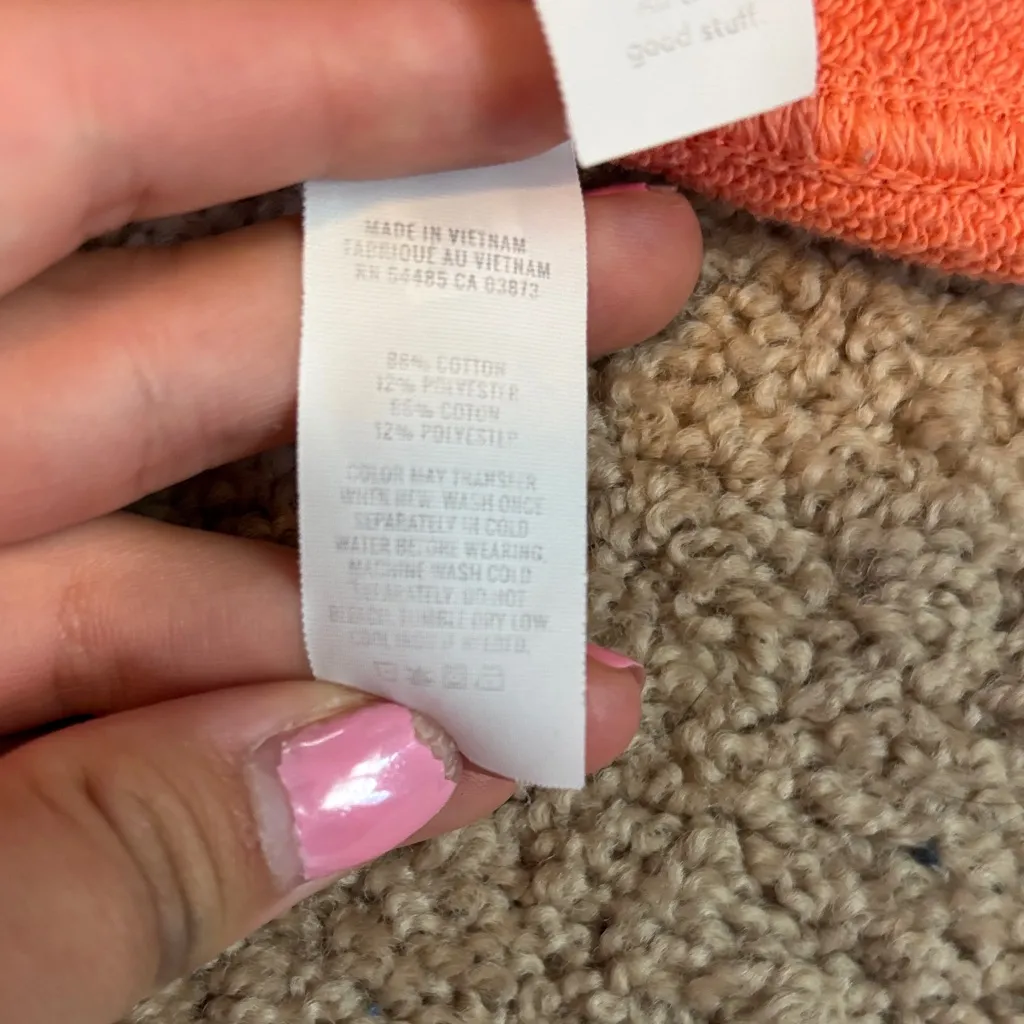 good stuff.
MADE IN VIETNAM
FABRIQUE AU VIETNAM
RN 54485 CA 03873
COTTON
12% POLYESTER
COTON
12% POLYESTER
COLOR MAY TRANSFER
WHEN NEW. WASH ONCE
SEPARATELY IN COLD
WATER BEFORE WEARING.
MACHINE WASH COLD
SEPARATELY. DO NOT
BLEACH. TUMBLE DRY LOW.
COOL IRON IF NEEDED.